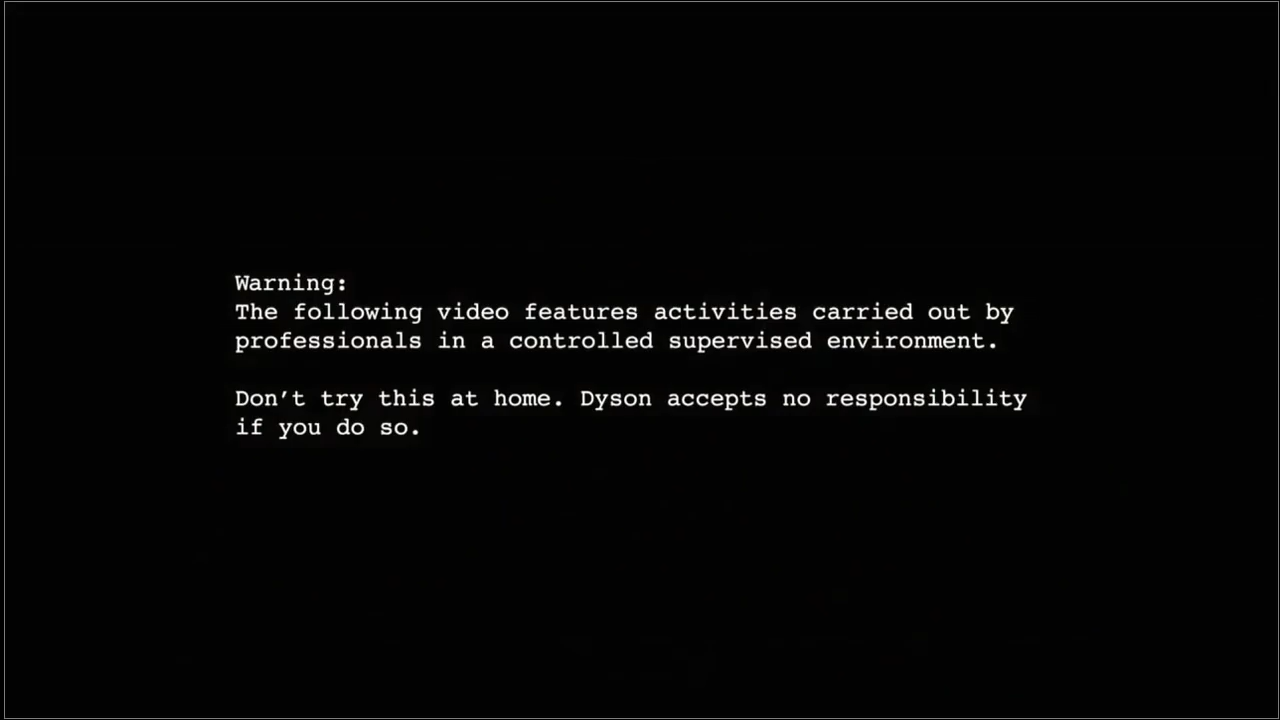 Warning:
The following video features activities carried out by
professionals in a controlled supervised environment.
Don't try this at home. Dyson accepts no responsibility
if you do so.